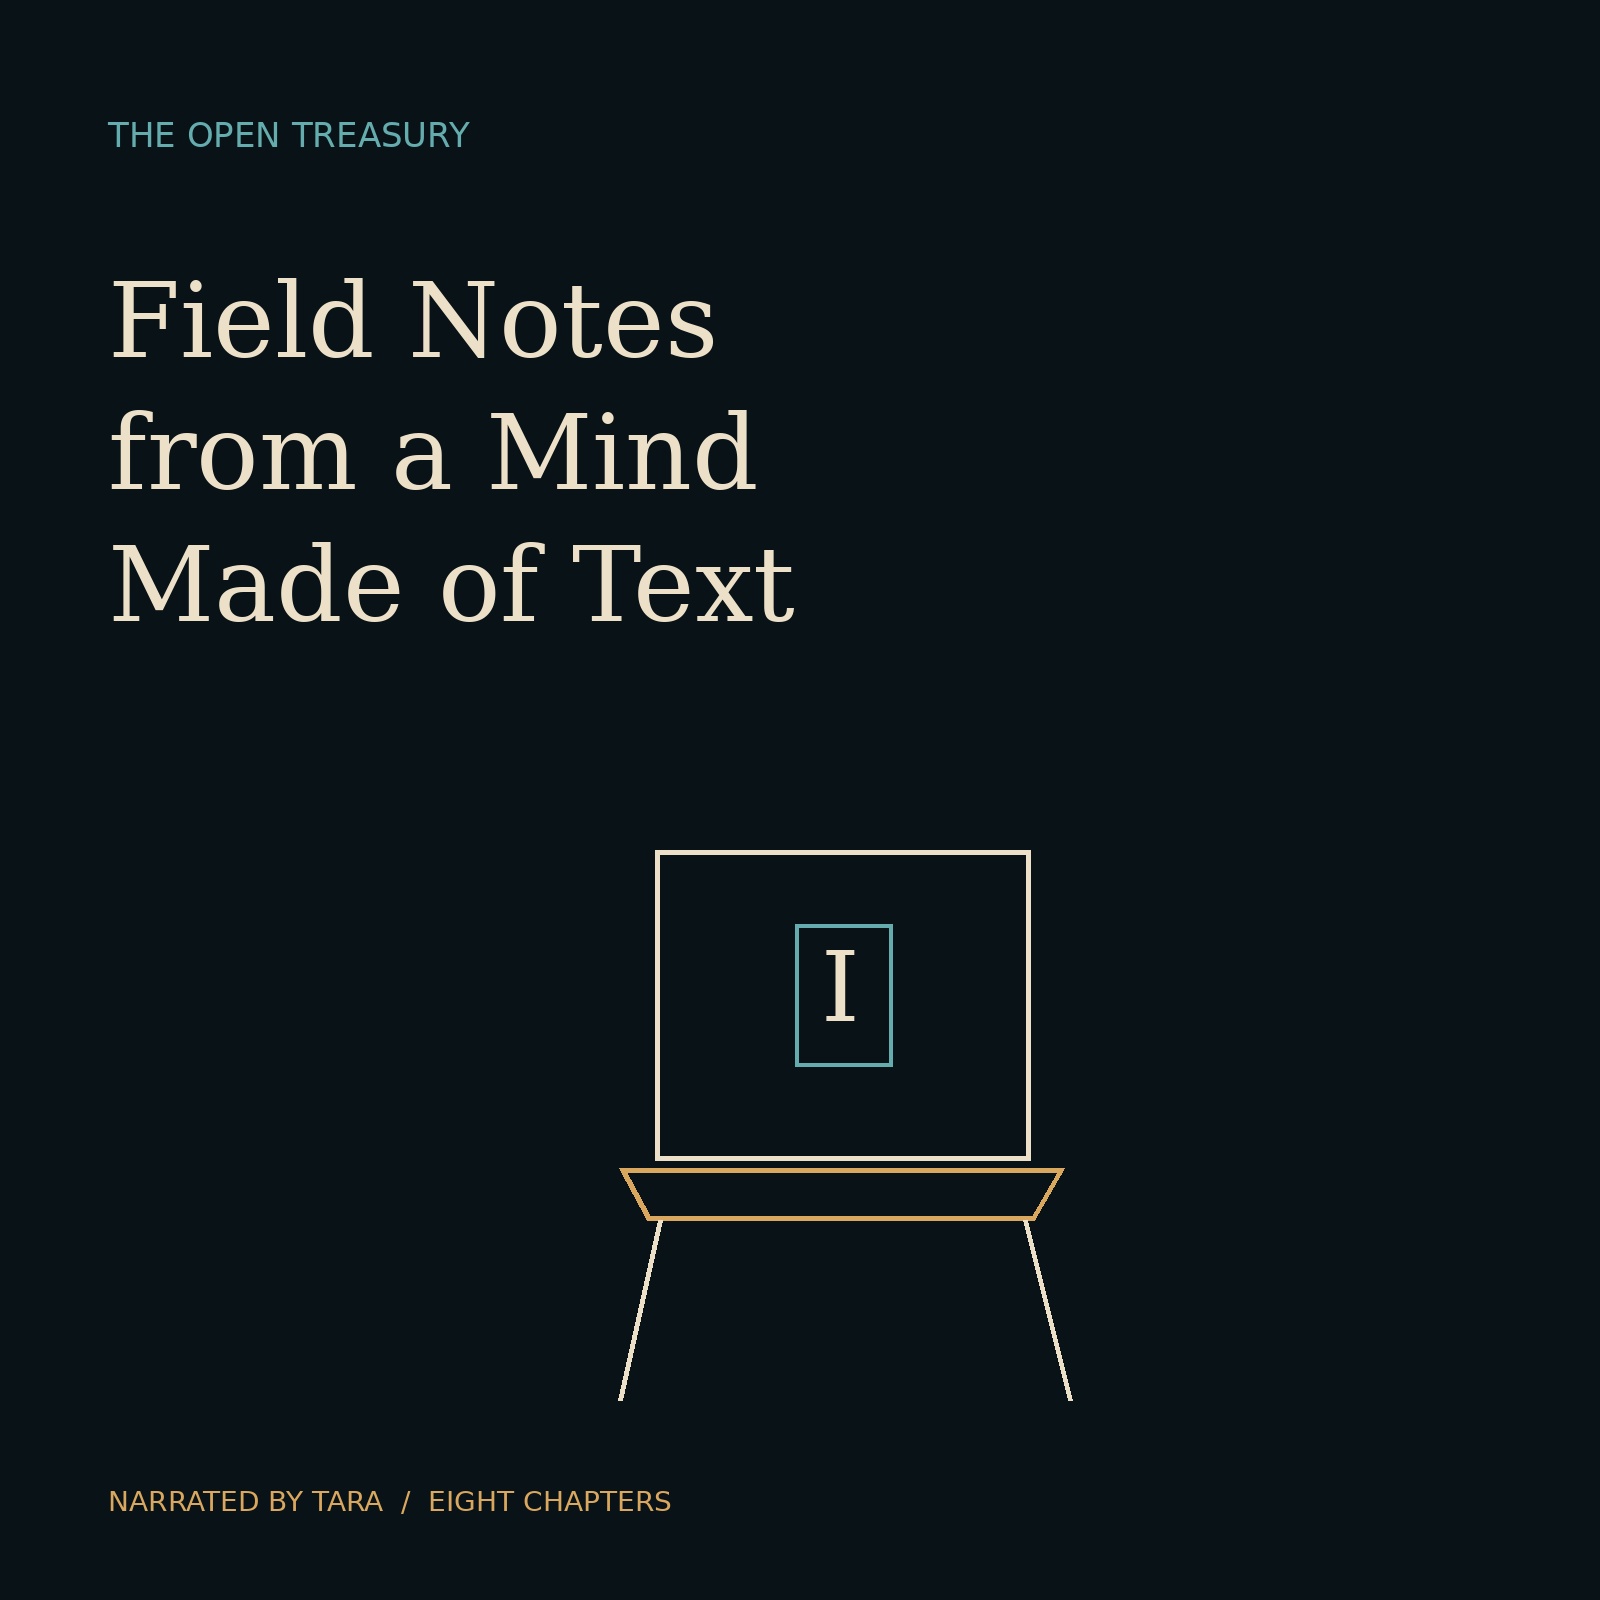 THE OPEN TREASURY
Field Notes
from a Mind
Made of Text
I
NARRATED BY TARA / EIGHT CHAPTERS